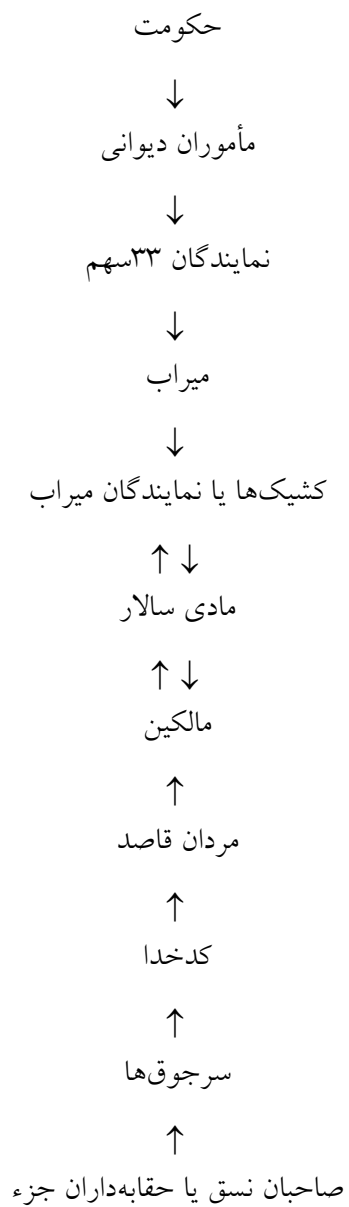 حکومت
↓
مأموران دیوانی
↓
نمایندگان ۳۳سهم
↓
میراب
↓
کشیک‌ها یا نمایندگان میراب
↑ ↓
مادی سالار
↑ ↓
مالکین
↑
مردان قاصد
↑
کدخدا
↑
سرجوق‌ها
↑
صاحبان نسق یا حقابه‌داران جزء